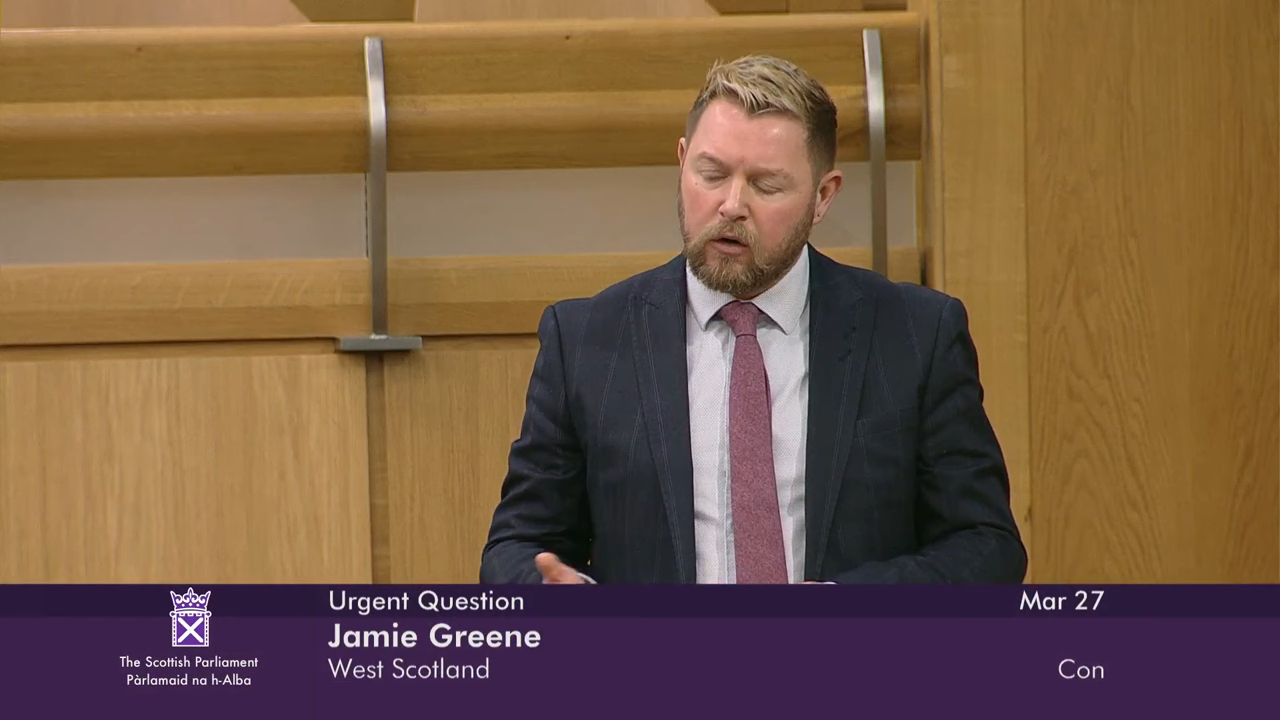 Urgent Question
Mar 27
Jamie Greene
West Scotland
Con
The Scottish Parliament
Pàrlamaid na h-Alba